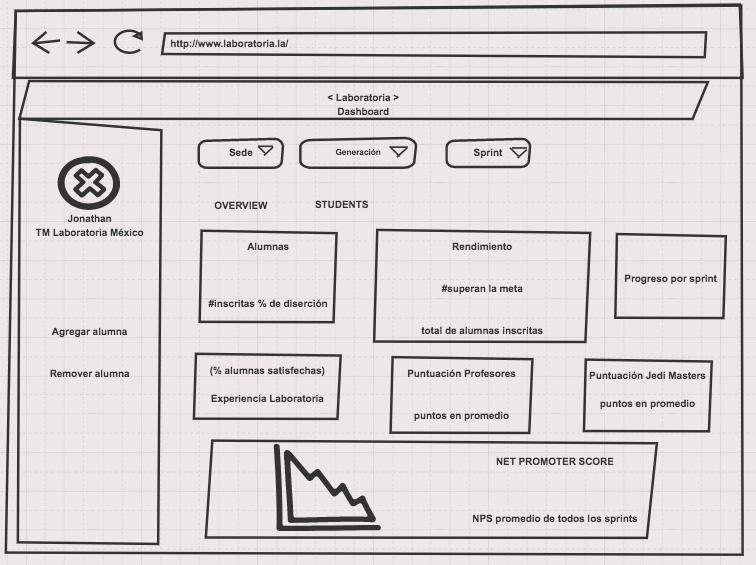 http://www.laboratoria.la/
< Laboratoria >
Dashboard
Jonathan
TM Laboratoria México
Agregar alumna
Remover alumna
Sede
Generación
Sprint
OVERVIEW
STUDENTS
Alumnas
#inscritas % de diserción
Rendimiento
#superan la meta
total de alumnas inscritas
Progreso por sprint
(% alumnas satisfechas)
Experiencia Laboratoria
Puntuación Profesores
puntos en promedio
Puntuación Jedi Masters
puntos en promedio
NET PROMOTER SCORE
NPS promedio de todos los sprints